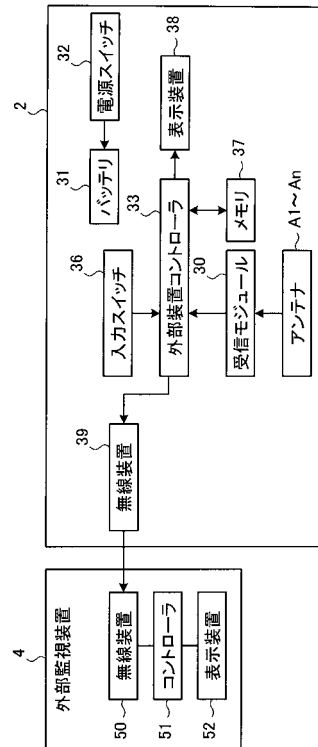 4
外部監視装置
50
無線装置
51
コントローラ
52
表示装置
2
39
無線装置
36
入力スイッチ
31
バッテリ
32
電源スイッチ
33
外部装置コントローラ
38
表示装置
30
受信モジュール
37
メモリ
アンテナ
A1～An